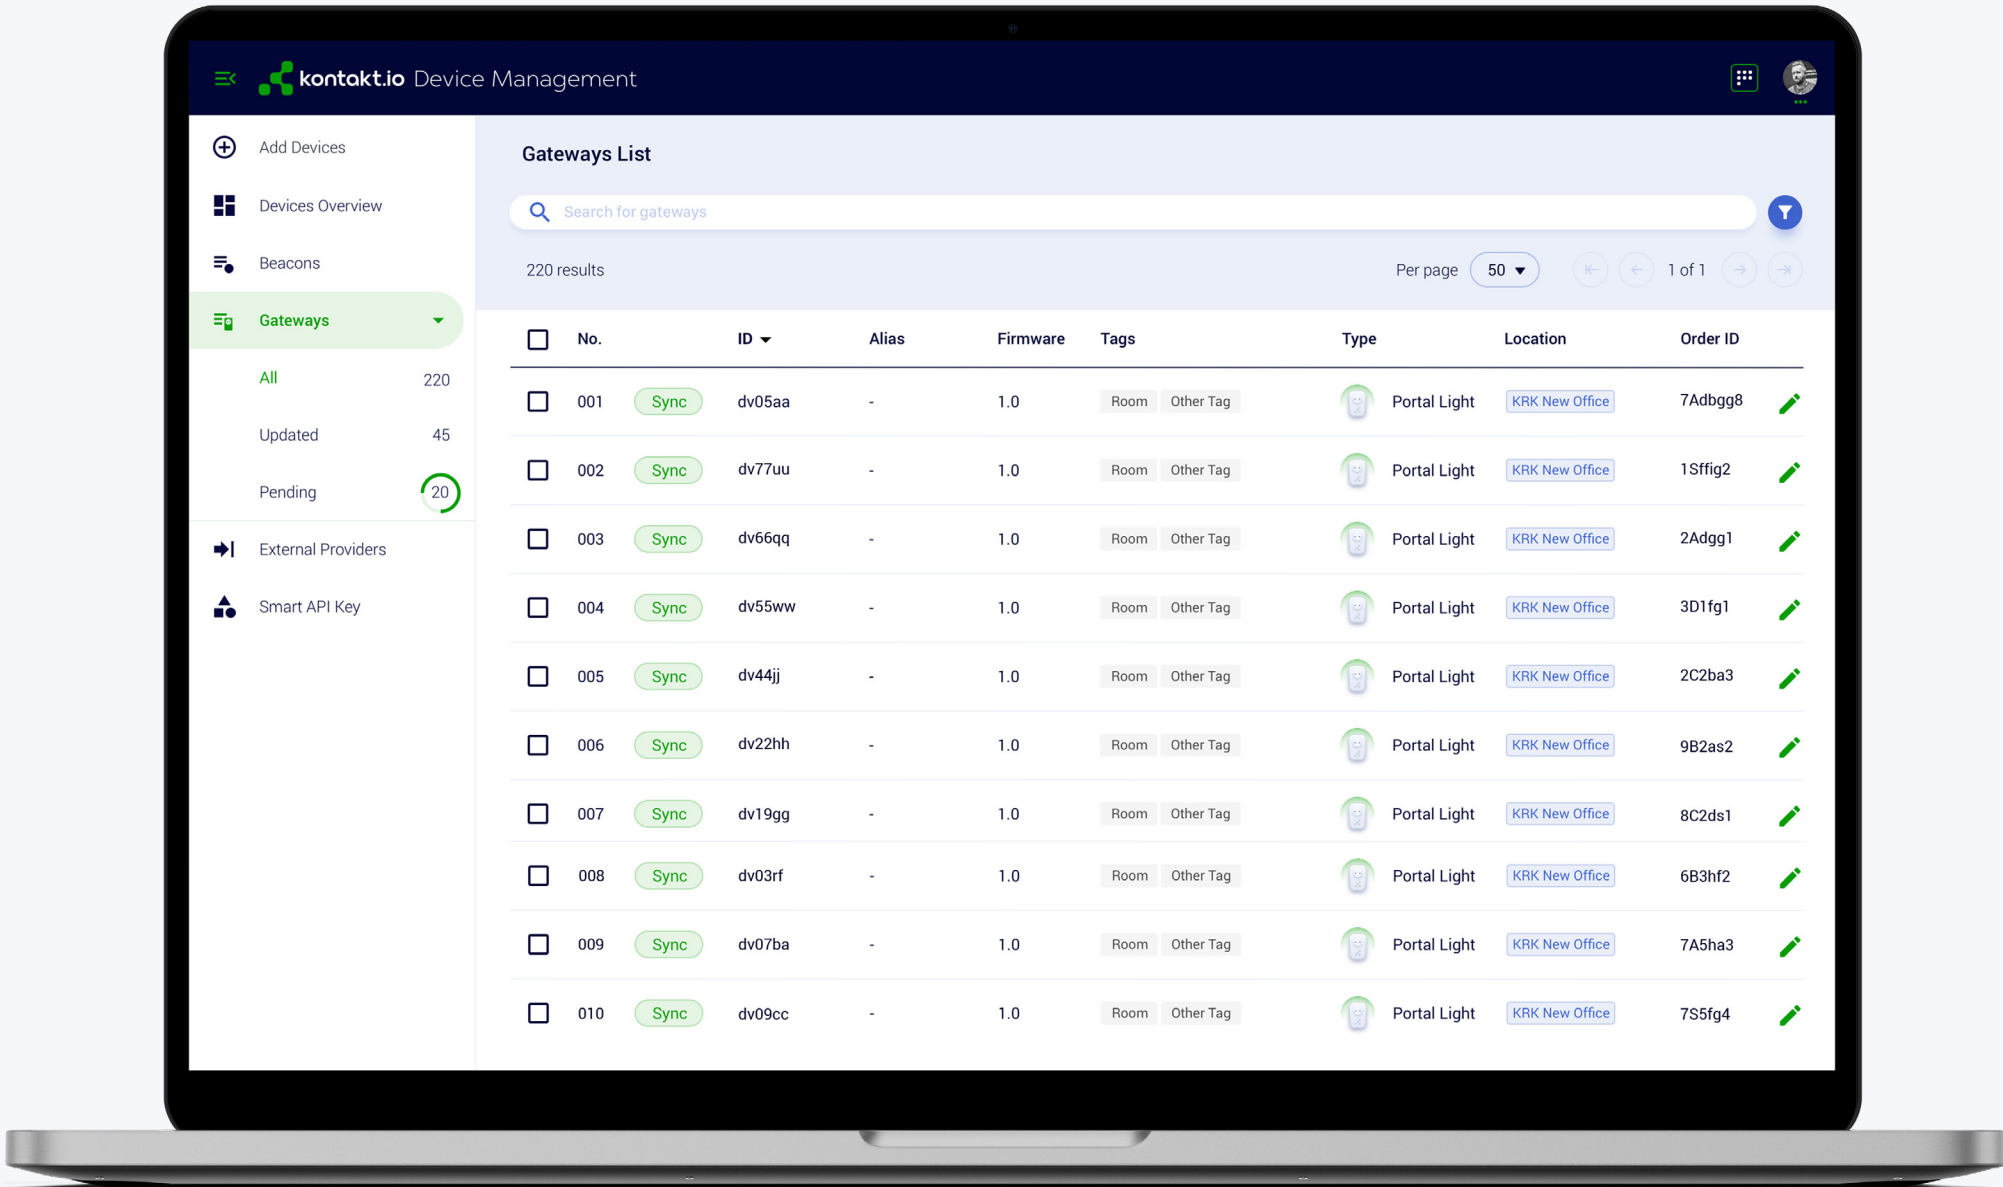 kontakt.io Device Management
Add Devices
Devices Overview
Beacons
Gateways
All 220
Updated 45
Pending 20
External Providers
Smart API Key
Gateways List
Search for gateways
220 results Per page 50 1 of 1
No. ID Alias Firmware Tags Type Location Order ID
001 Sync dv05aa - 1.0 Room Other Tag Portal Light KRK New Office 7Adbgg8
002 Sync dv77uu - 1.0 Room Other Tag Portal Light KRK New Office 1Sffig2
003 Sync dv66qq - 1.0 Room Other Tag Portal Light KRK New Office 2Adgg1
004 Sync dv55ww - 1.0 Room Other Tag Portal Light KRK New Office 3D1fg1
005 Sync dv44jj - 1.0 Room Other Tag Portal Light KRK New Office 2C2ba3
006 Sync dv22hh - 1.0 Room Other Tag Portal Light KRK New Office 9B2as2
007 Sync dv19gg - 1.0 Room Other Tag Portal Light KRK New Office 8C2ds1
008 Sync dv03rf - 1.0 Room Other Tag Portal Light KRK New Office 6B3hf2
009 Sync dv07ba - 1.0 Room Other Tag Portal Light KRK New Office 7A5ha3
010 Sync dv09cc - 1.0 Room Other Tag Portal Light KRK New Office 7S5fg4